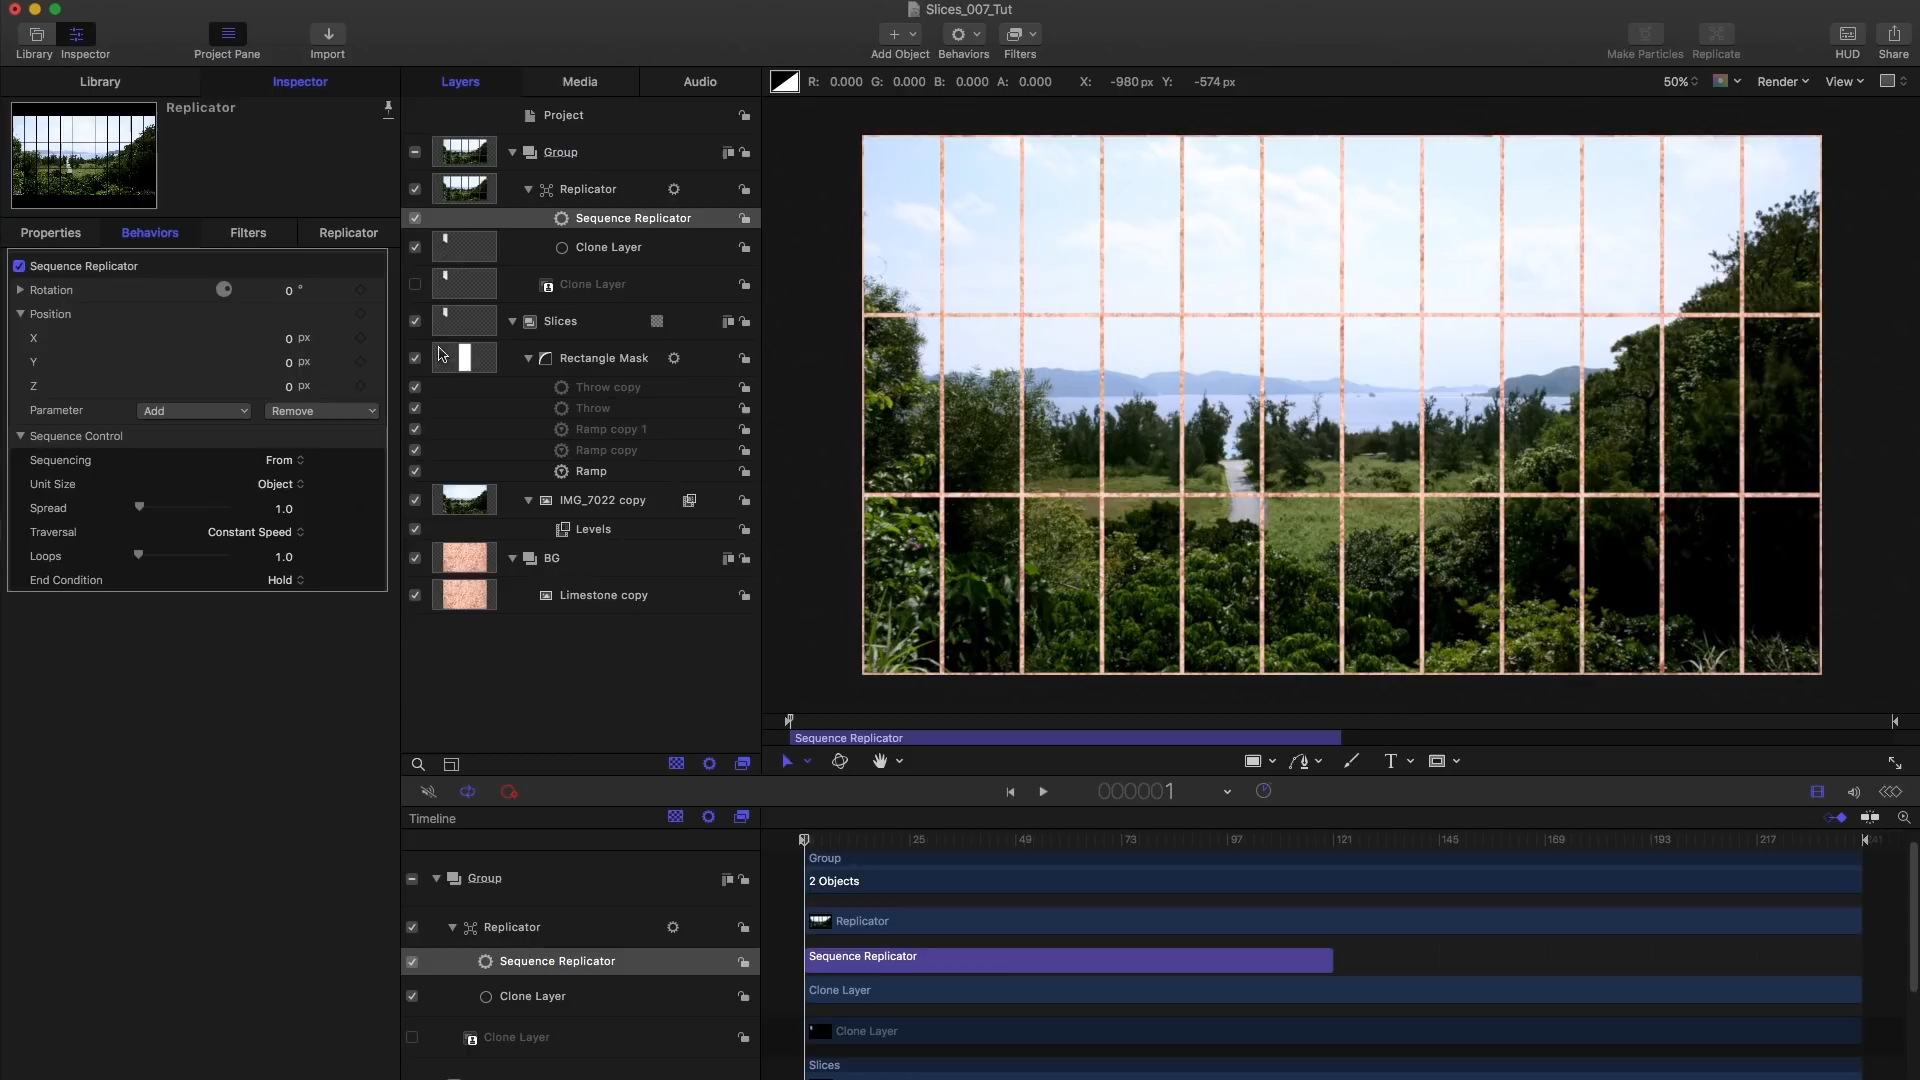 Slices_007_Tut
Library
Inspector
Project Pane
Import
Add Object
Behaviors
Filters
Make Particles
Replicate
HUD
Share
Library
Inspector
Layers
Media
Audio
R: 0.000 G: 0.000 B: 0.000 A: 0.000 X: -980 px Y: -574 px
50%
Render
View
Replicator
Properties
Behaviors
Filters
Replicator
Sequence Replicator
Rotation 0 °
Position
X 0 px
Y 0 px
Z 0 px
Parameter Add Remove
Sequence Control
Sequencing From
Unit Size Object
Spread 1.0
Traversal Constant Speed
Loops 1.0
End Condition Hold
Project
Group
Replicator
Sequence Replicator
Clone Layer
Clone Layer
Slices
Rectangle Mask
Throw copy
Throw
Ramp copy 1
Ramp copy
Ramp
IMG_7022 copy
Levels
BG
Limestone copy
Sequence Replicator
T
000001
Timeline
25 49 73 97 121 145 169 193 217
Group
Group
2 Objects
Replicator
Replicator
Sequence Replicator
Sequence Replicator
Clone Layer
Clone Layer
Clone Layer
Clone Layer
Slices